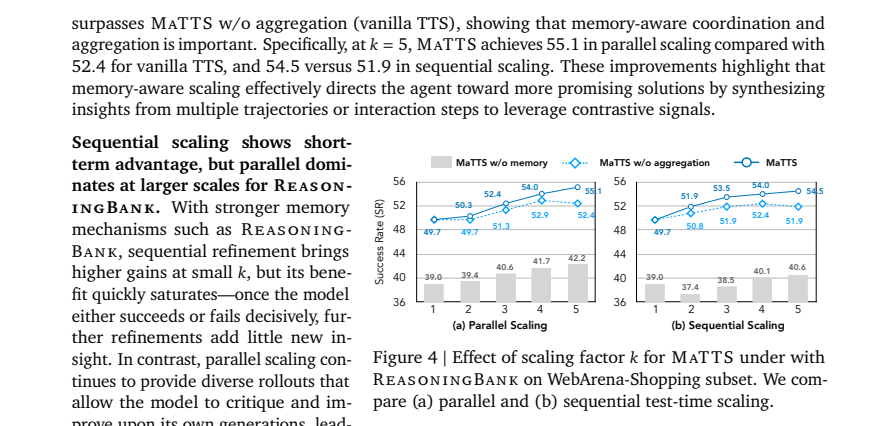 surpasses MATTS w/o aggregation (vanilla TTS), showing that memory-aware coordination and
aggregation is important. Specifically, at k = 5, MATTS achieves 55.1 in parallel scaling compared with
52.4 for vanilla TTS, and 54.5 versus 51.9 in sequential scaling. These improvements highlight that
memory-aware scaling effectively directs the agent toward more promising solutions by synthesizing
insights from multiple trajectories or interaction steps to leverage contrastive signals.
Sequential scaling shows short-
term advantage, but parallel domi-
nates at larger scales for REASON-
INGBANK. With stronger memory
mechanisms such as REASONING-
BANK, sequential refinement brings
higher gains at small k, but its bene-
fit quickly saturates—once the model
either succeeds or fails decisively, fur-
ther refinements add little new in-
sight. In contrast, parallel scaling con-
tinues to provide diverse rollouts that
allow the model to critique and im-
prove upon its own generations, lead-
MaTTS w/o memory MaTTS w/o aggregation MaTTS
Success Rate (SR)
56
52
48
44
40
36
49.7 50.3 52.4 54.0 55.1
49.7 51.3 52.9 52.4
39.0 39.4 40.6 41.7 42.2
1 2 3 4 5
(a) Parallel Scaling
56
52
48
44
40
36
49.7 51.9 53.5 54.0 54.5
50.8 51.9 52.4 51.9
39.0 37.4 38.5 40.1 40.6
1 2 3 4 5
(b) Sequential Scaling
Figure 4 | Effect of scaling factor k for MATTS under with
REASONINGBANK on WebArena-Shopping subset. We com-
pare (a) parallel and (b) sequential test-time scaling.